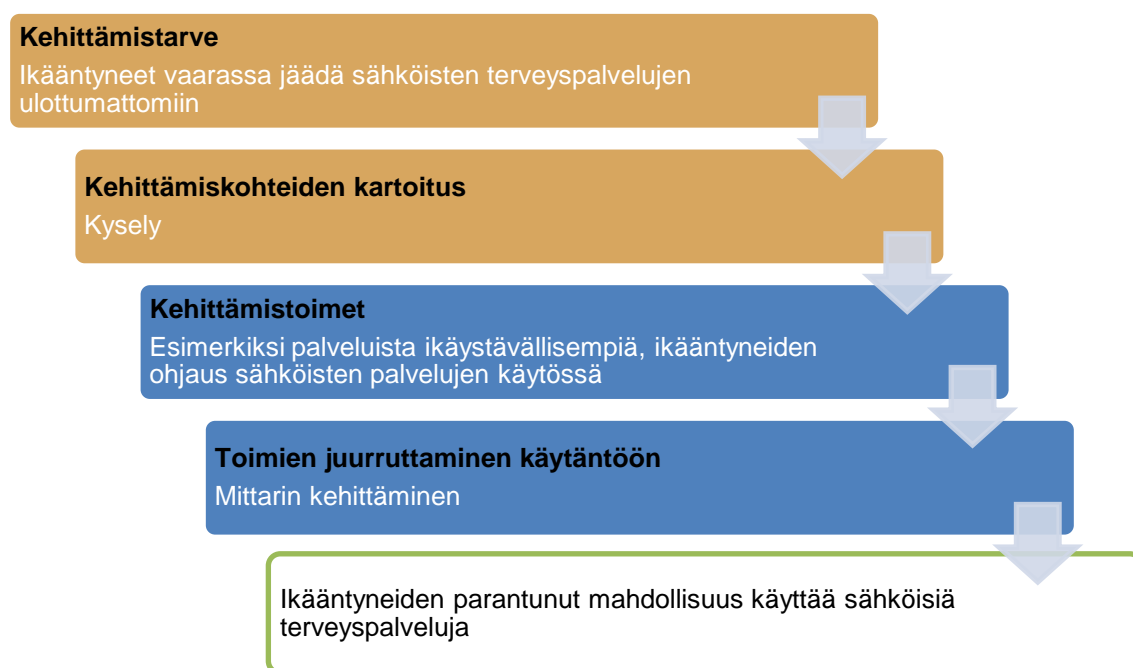 Kehittämistarve
Ikääntyneet vaarassa jäädä sähköisten terveyspalvelujen
ulottumattomiin
Kehittämiskohteiden kartoitus
Kysely
Kehittämistoimet
Esimerkiksi palveluista ikäystävällisempiä, ikääntyneiden
ohjaus sähköisten palvelujen käytössä
Toimien juurruttaminen käytäntöön
Mittarin kehittäminen
Ikääntyneiden parantunut mahdollisuus käyttää sähköisiä
terveyspalveluja